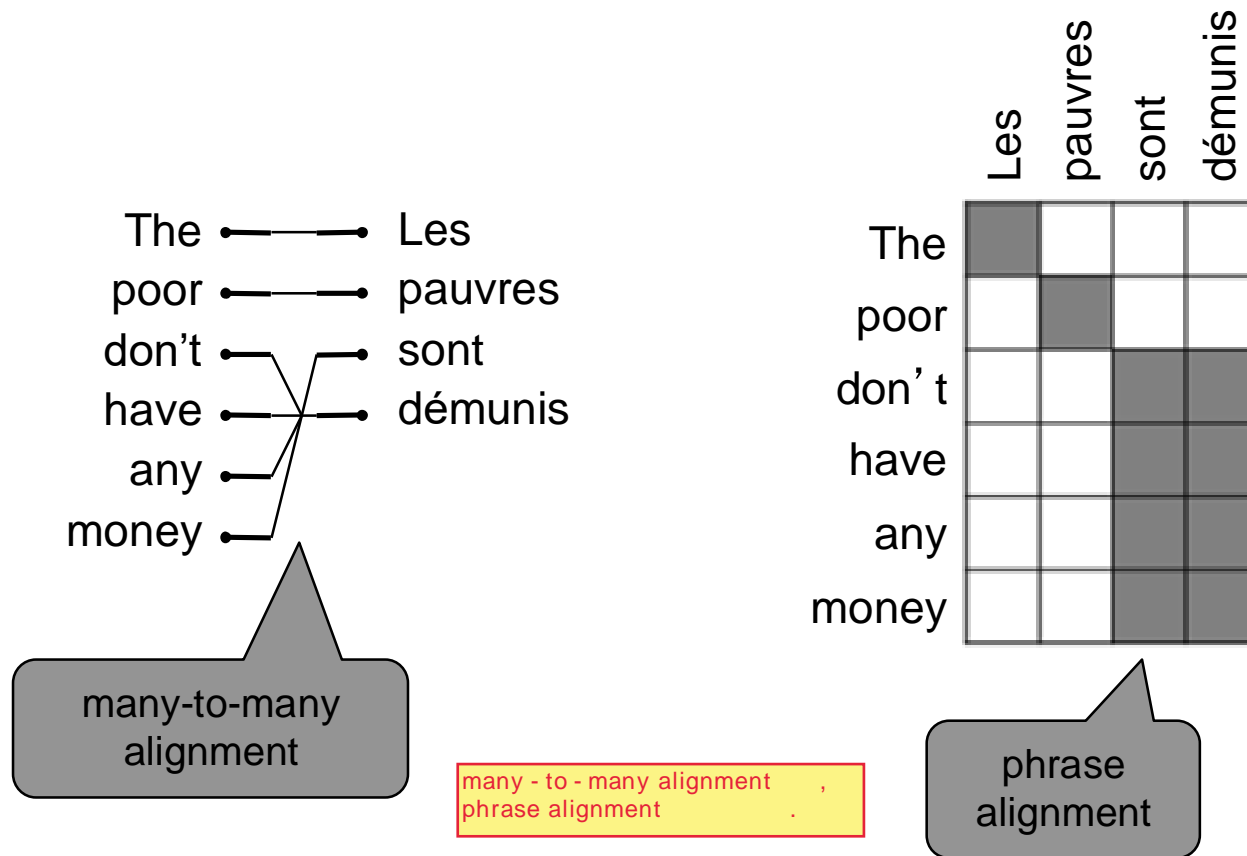 The Les
poor pauvres
don't sont
have démunis
any
money
many-to-many
alignment
Les pauvres sont démunis
The
poor
don’t
have
any
money
phrase
alignment
many - to - many alignment ,
phrase alignment .